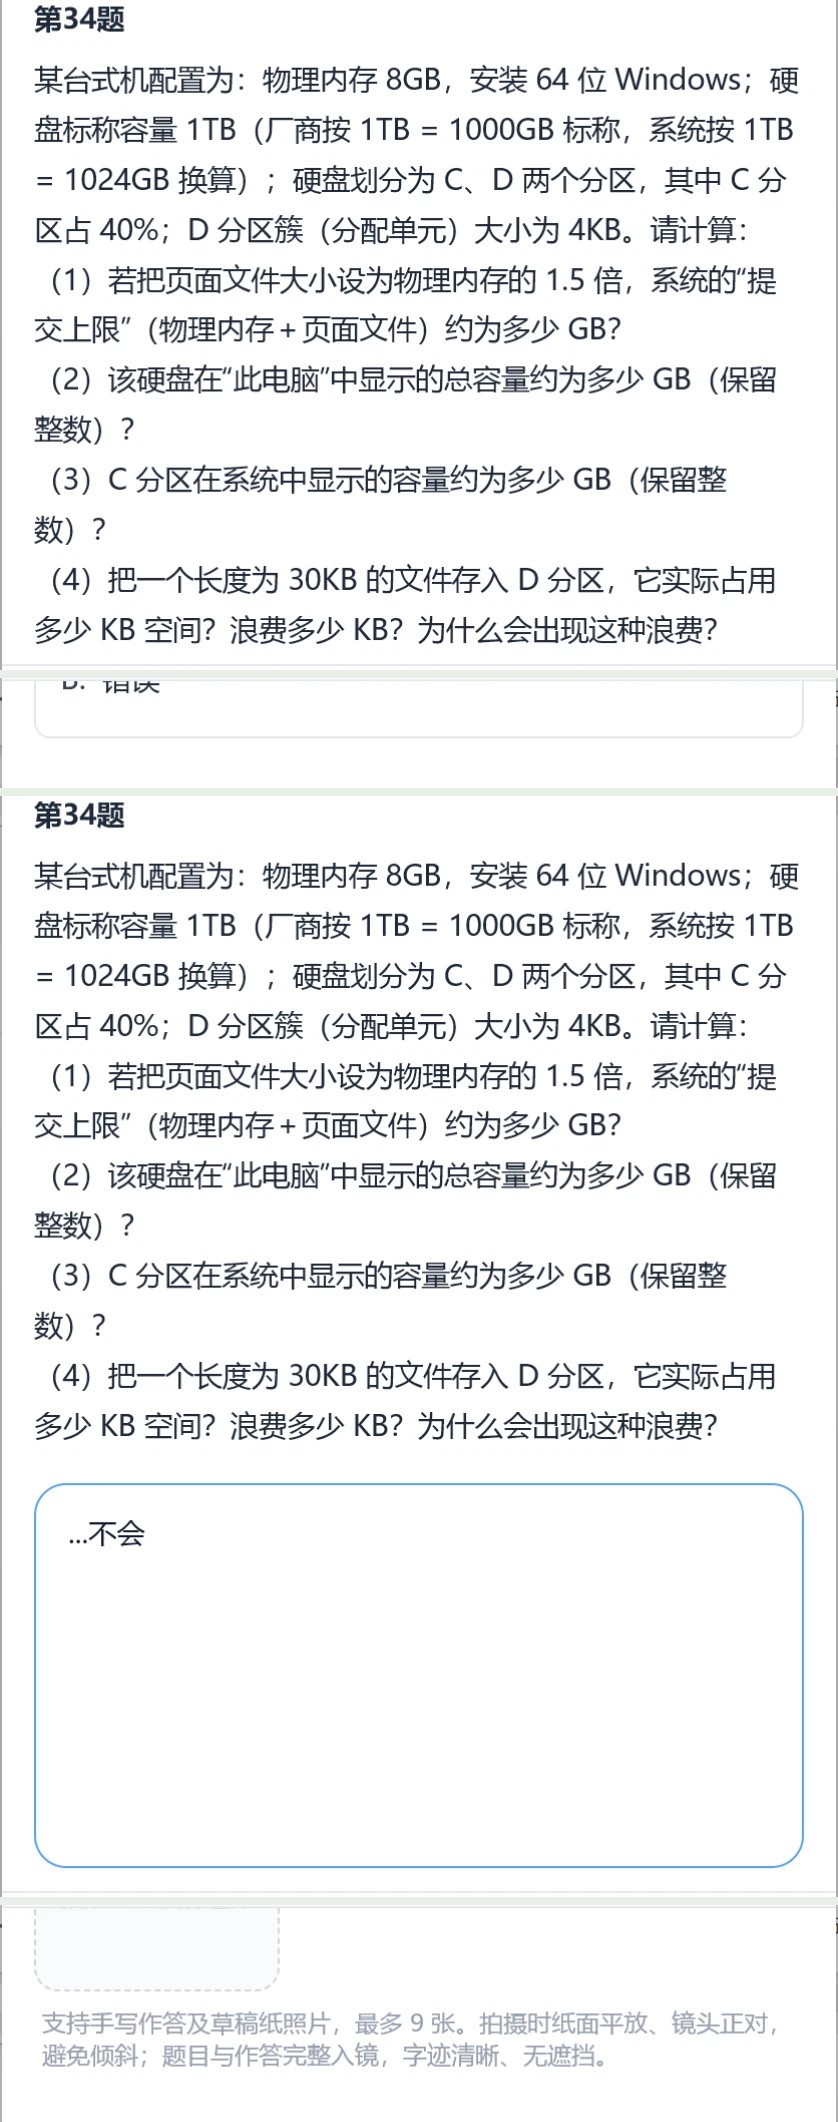 第34题
某台式机配置为：物理内存 8GB，安装 64 位 Windows；硬
盘标称容量 1TB（厂商按 1TB = 1000GB 标称，系统按 1TB
= 1024GB 换算）；硬盘划分为 C、D 两个分区，其中 C 分
区占 40%；D 分区簇（分配单元）大小为 4KB。请计算：
（1）若把页面文件大小设为物理内存的 1.5 倍，系统的“提
交上限”（物理内存＋页面文件）约为多少 GB？
（2）该硬盘在“此电脑”中显示的总容量约为多少 GB（保留
整数）？
（3）C 分区在系统中显示的容量约为多少 GB（保留整
数）？
（4）把一个长度为 30KB 的文件存入 D 分区，它实际占用
多少 KB 空间？浪费多少 KB？为什么会出现这种浪费？
B. 错误
第34题
某台式机配置为：物理内存 8GB，安装 64 位 Windows；硬
盘标称容量 1TB（厂商按 1TB = 1000GB 标称，系统按 1TB
= 1024GB 换算）；硬盘划分为 C、D 两个分区，其中 C 分
区占 40%；D 分区簇（分配单元）大小为 4KB。请计算：
（1）若把页面文件大小设为物理内存的 1.5 倍，系统的“提
交上限”（物理内存＋页面文件）约为多少 GB？
（2）该硬盘在“此电脑”中显示的总容量约为多少 GB（保留
整数）？
（3）C 分区在系统中显示的容量约为多少 GB（保留整
数）？
（4）把一个长度为 30KB 的文件存入 D 分区，它实际占用
多少 KB 空间？浪费多少 KB？为什么会出现这种浪费？
...不会
支持手写作答及草稿纸照片，最多 9 张。拍摄时纸面平放、镜头正对，
避免倾斜；题目与作答完整入镜，字迹清晰、无遮挡。